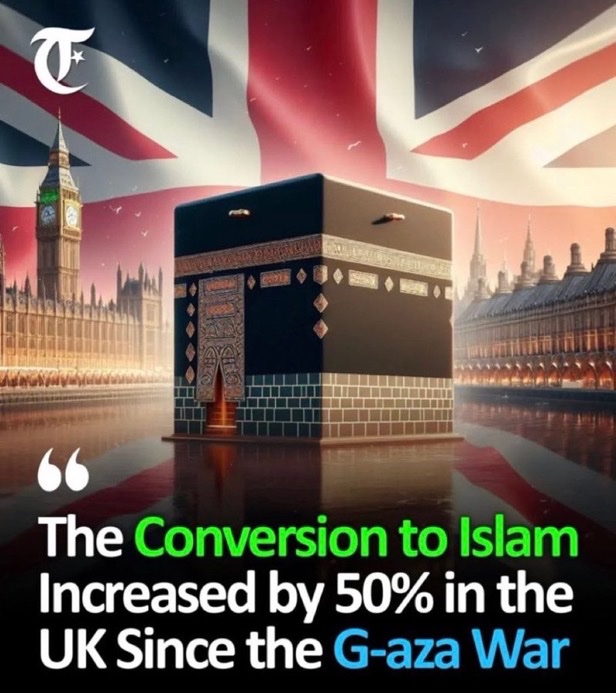 The Conversion to Islam
Increased by 50% in the
UK Since the G-aza War